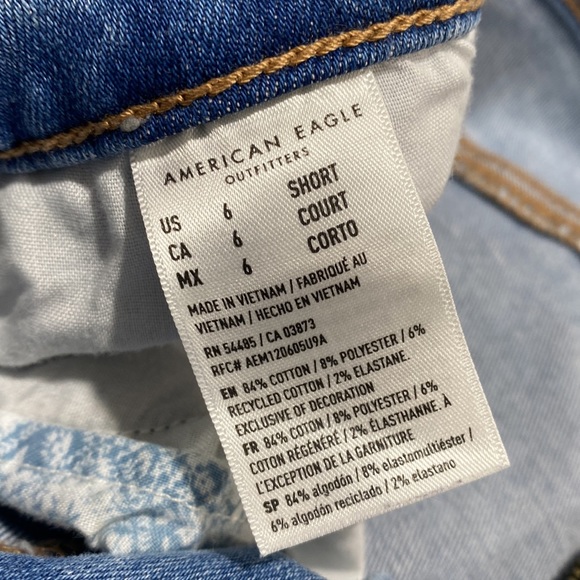 AMERICAN EAGLE
OUTFITTERS
US 6 SHORT
CA 6 COURT
MX 6 CORTO
MADE IN VIETNAM / FABRIQUÉ AU
VIETNAM / HECHO EN VIETNAM
RN 54485 / CA 03873
RFC# AEM120605U9A
EN 84% COTTON / 8% POLYESTER / 6%
RECYCLED COTTON / 2% ELASTANE.
EXCLUSIVE OF DECORATION
FR 84% COTON / 8% POLYESTER / 6%
COTON RÉGÉNÉRÉ / 2% ÉLASTHANNE. À
L'EXCEPTION DE LA GARNITURE
SP 84% algodón / 8% elastomultiéster /
6% algodón reciclado / 2% elastano